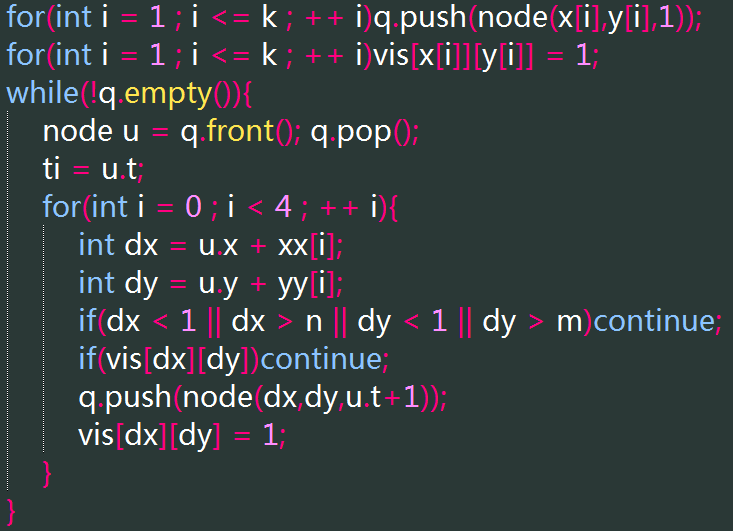 for(int i = 1 ; i <= k ; ++ i)q.push(node(x[i],y[i],1));
for(int i = 1 ; i <= k ; ++ i)vis[x[i]][y[i]] = 1;
while(!q.empty()){
node u = q.front(); q.pop();
ti = u.t;
for(int i = 0 ; i < 4 ; ++ i){
int dx = u.x + xx[i];
int dy = u.y + yy[i];
if(dx < 1 || dx > n || dy < 1 || dy > m)continue;
if(vis[dx][dy])continue;
q.push(node(dx,dy,u.t+1));
vis[dx][dy] = 1;
}
}